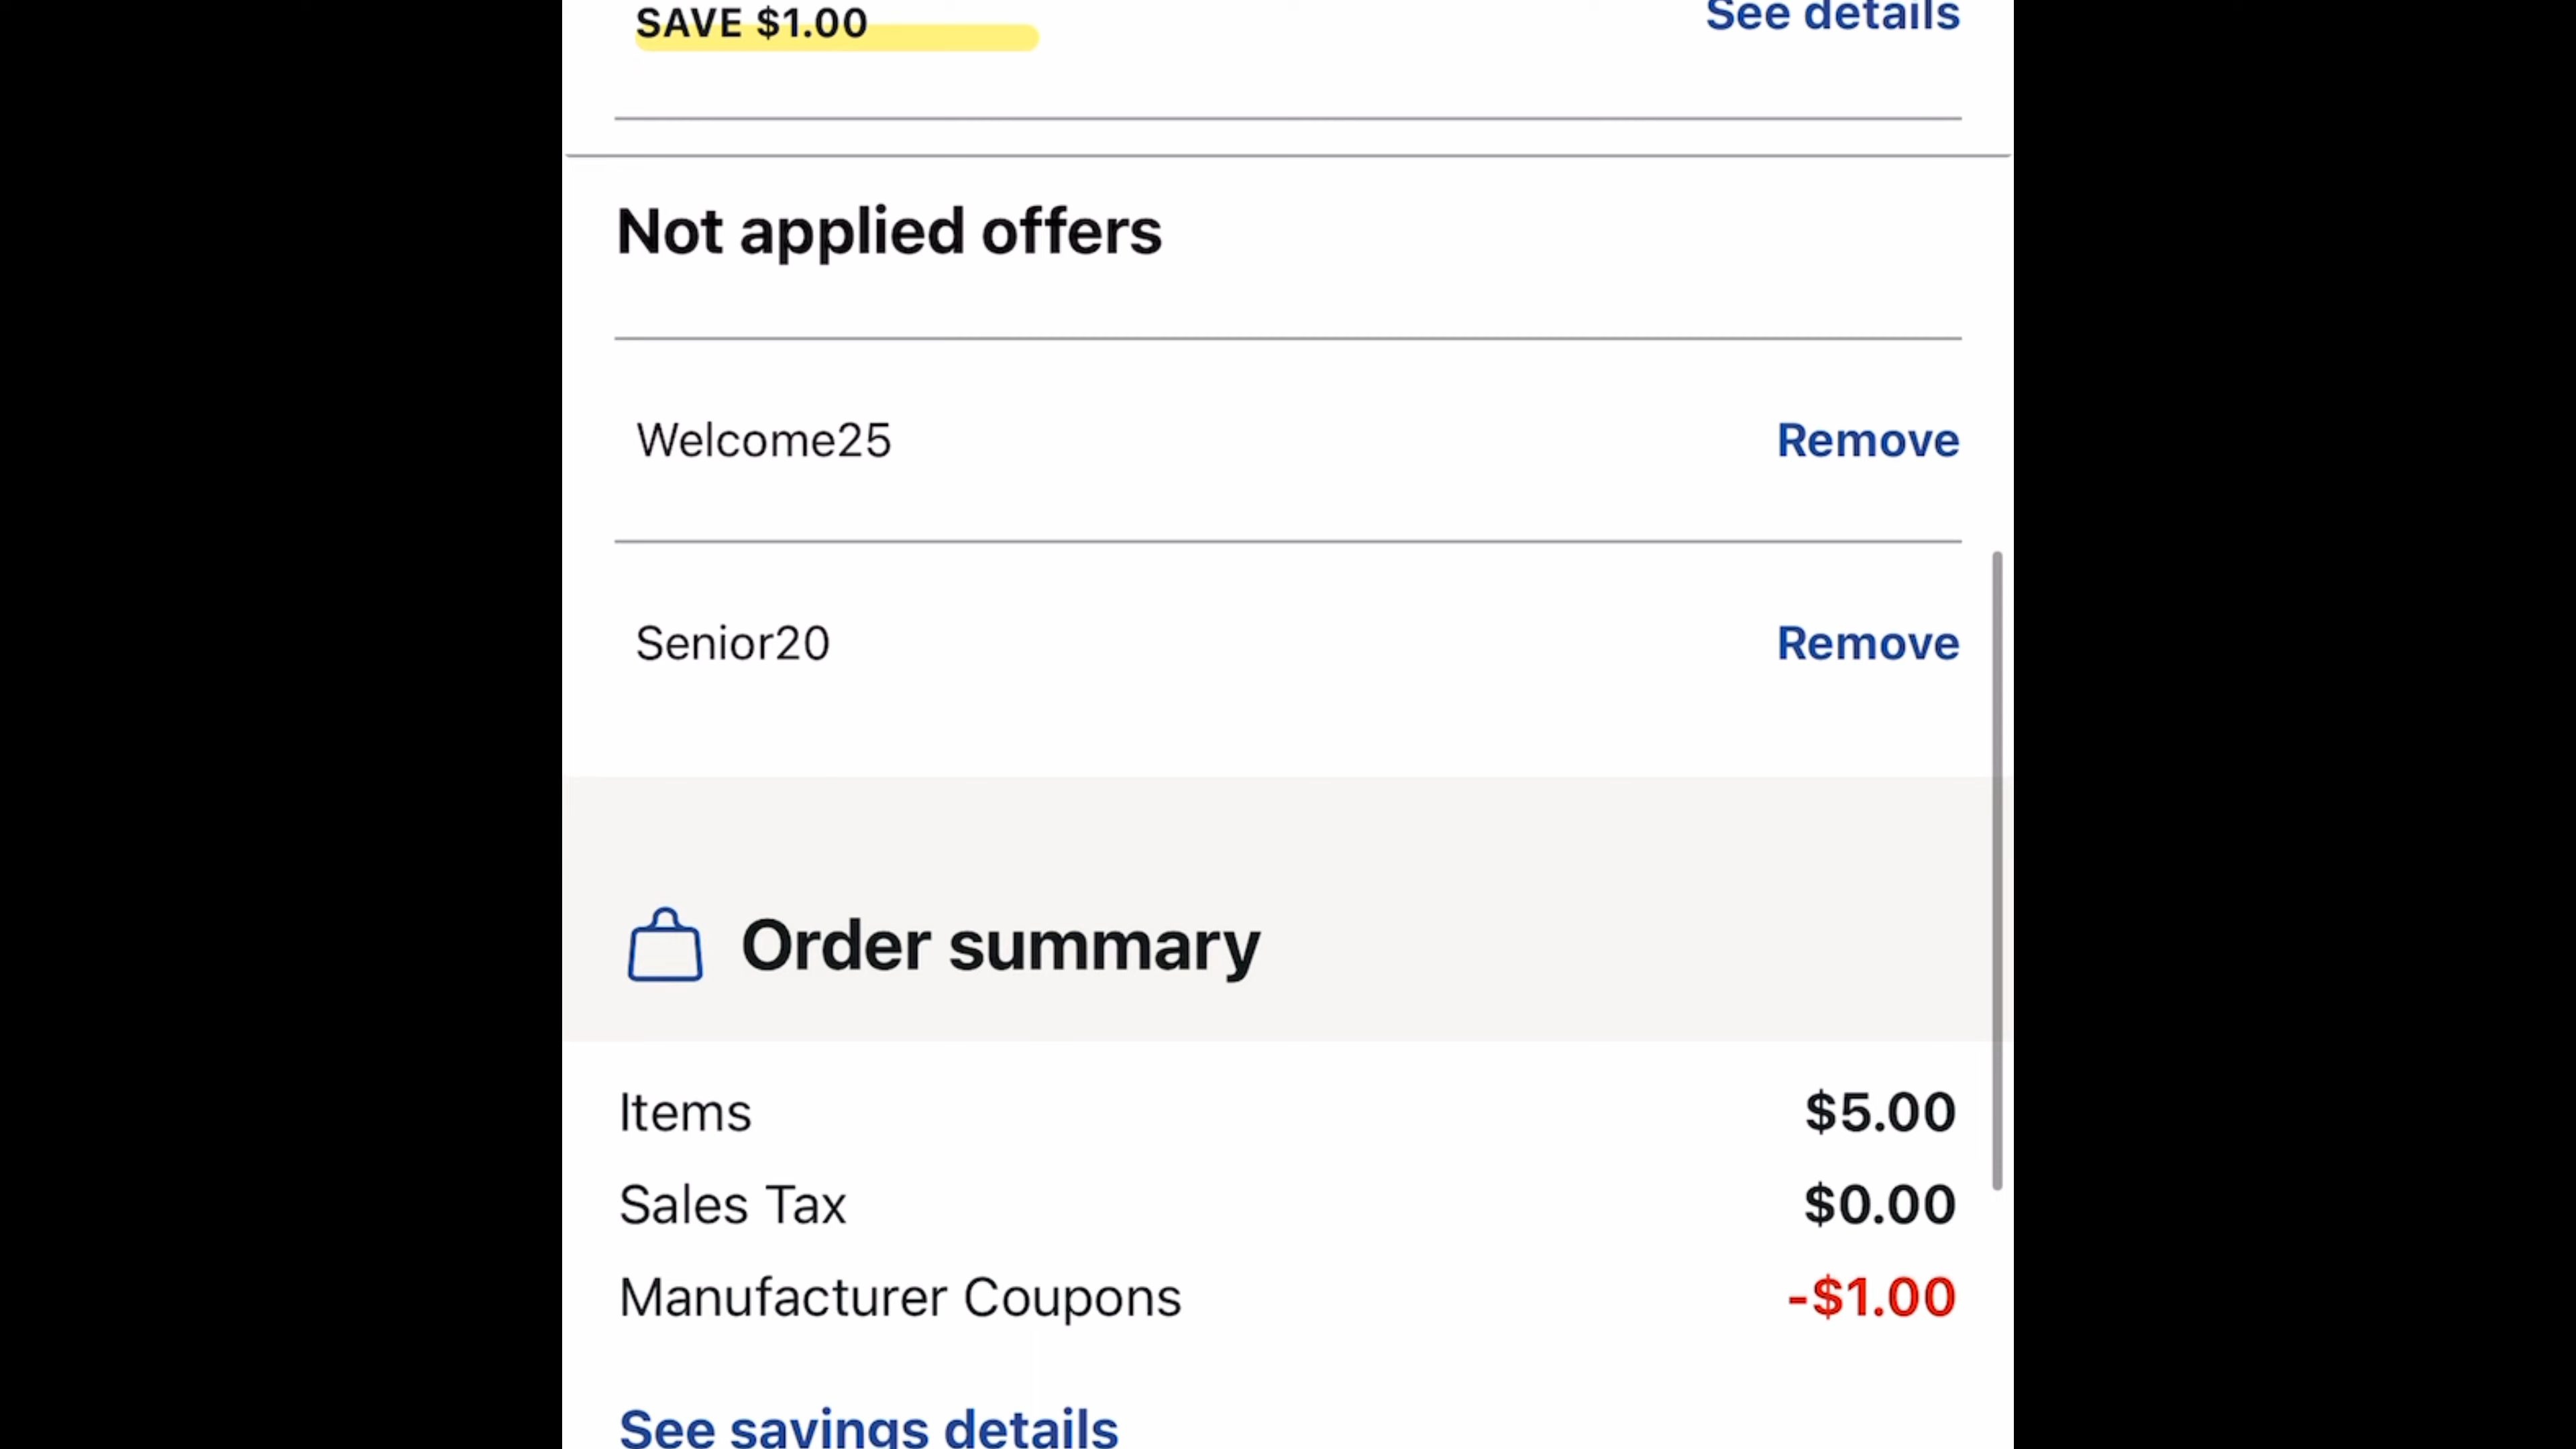 SAVE $1.00
See details
Not applied offers
Welcome25 Remove
Senior20 Remove
Order summary
Items $5.00
Sales Tax $0.00
Manufacturer Coupons -$1.00
See savings details